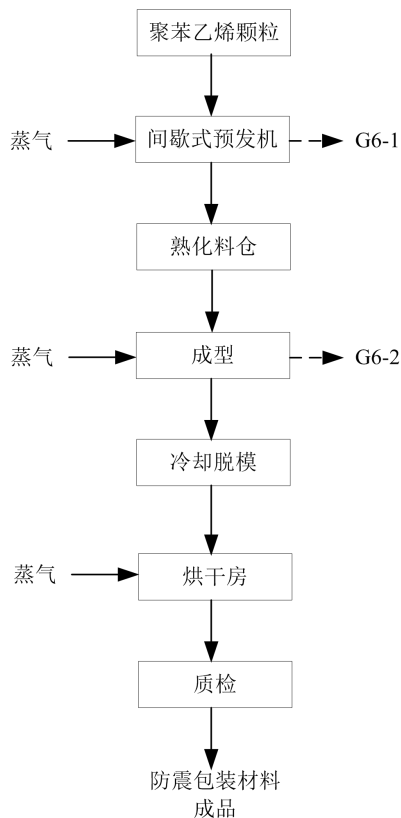 聚苯乙烯颗粒
蒸气
间歇式预发机
G6-1
熟化料仓
蒸气
成型
G6-2
冷却脱模
蒸气
烘干房
质检
防震包装材料
成品